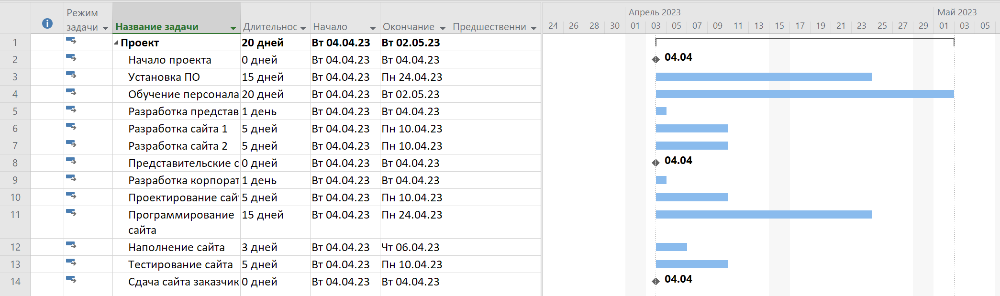 Режим задачи Название задачи Длительнос Начало Окончание Предшественни
Апрель 2023 Май 2023
24 26 28 30 01 03 05 07 09 11 13 15 17 19 21 23 25 27 29 01 03 05
1 Проект 20 дней Вт 04.04.23 Вт 02.05.23
2 Начало проекта 0 дней Вт 04.04.23 Вт 04.04.23 04.04
3 Установка ПО 15 дней Вт 04.04.23 Пн 24.04.23
4 Обучение персонала 20 дней Вт 04.04.23 Вт 02.05.23
5 Разработка представ 1 день Вт 04.04.23 Вт 04.04.23
6 Разработка сайта 1 5 дней Вт 04.04.23 Пн 10.04.23
7 Разработка сайта 2 5 дней Вт 04.04.23 Пн 10.04.23
8 Представительские с 0 дней Вт 04.04.23 Вт 04.04.23 04.04
9 Разработка корпорат 1 день Вт 04.04.23 Вт 04.04.23
10 Проектирование сай 5 дней Вт 04.04.23 Пн 10.04.23
11 Программирование 15 дней Вт 04.04.23 Пн 24.04.23
сайта
12 Наполнение сайта 3 дней Вт 04.04.23 Чт 06.04.23
13 Тестирование сайта 5 дней Вт 04.04.23 Пн 10.04.23
14 Сдача сайта заказчик 0 дней Вт 04.04.23 Вт 04.04.23 04.04